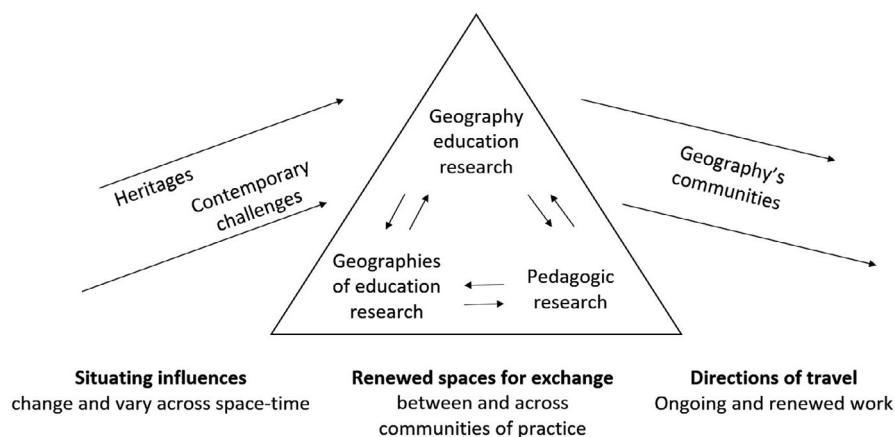 Geography
education
research
Heritages
Contemporary
challenges
Geography's
communities
Geographies
of education
research
Pedagogic
research
Situating influences
change and vary across space-time
Renewed spaces for exchange
between and across
communities of practice
Directions of travel
Ongoing and renewed work